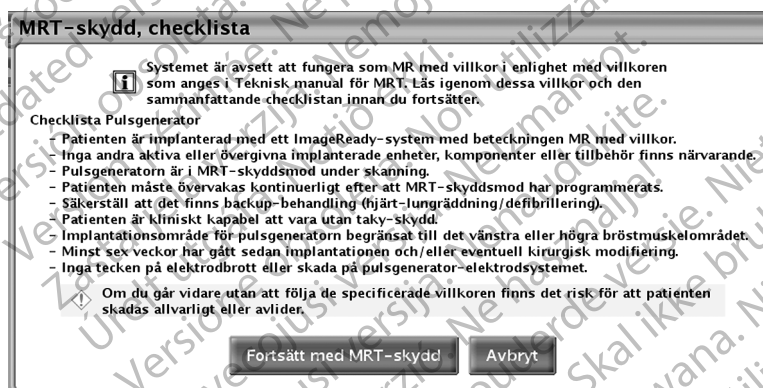 MRT-skydd, checklista
Systemet är avsett att fungera som MR med villkor i enlighet med villkoren
som anges i Teknisk manual för MRT. Läs igenom dessa villkor och den
sammanfattande checklistan innan du fortsätter.
Checklista Pulsgenerator
- Patienten är implanterad med ett ImageReady-system med beteckningen MR med villkor.
- Inga andra aktiva eller övergivna implanterade enheter, komponenter eller tillbehör finns närvarande.
- Pulsgeneratorn är i MRT-skyddsmod under skanning.
- Patienten måste övervakas kontinuerligt efter att MRT-skyddsmod har programmerats.
- Säkerställ att det finns backup-behandling (hjärt-lungräddning/defibrillering).
- Patienten är kliniskt kapabel att vara utan taky-skydd.
- Implantationsområde för pulsgeneratorn begränsat till det vänstra eller högra bröstmuskelområdet.
- Minst sex veckor har gått sedan implantationen och/eller eventuell kirurgisk modifiering.
- Inga tecken på elektrodbrott eller skada på pulsgenerator-elektrodsystemet.
Om du går vidare utan att följa de specificerade villkoren finns det risk för att patienten
skadas allvarligt eller avlider.
Fortsätt med MRT-skydd
Avbryt